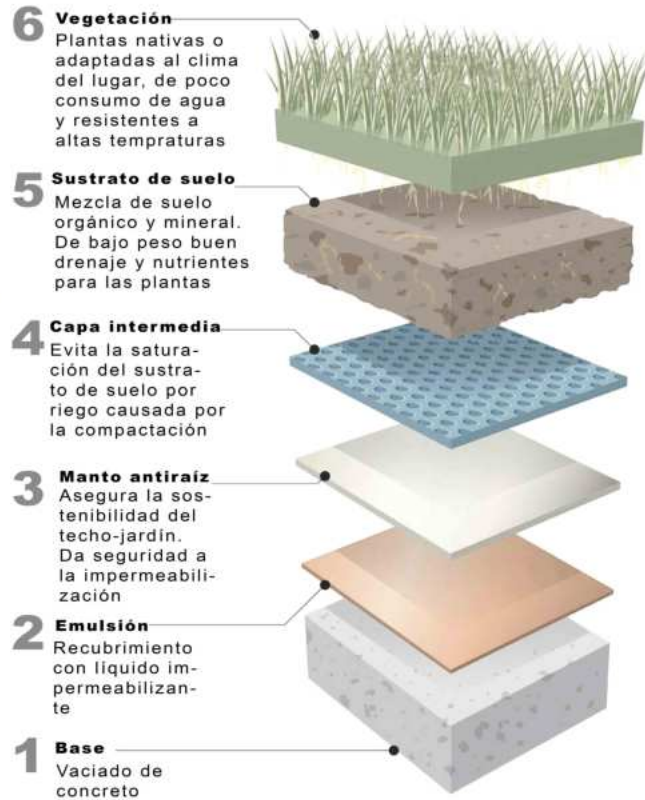 6 Vegetación
Plantas nativas o
adaptadas al clima
del lugar, de poco
consumo de agua
y resistentes a
altas tempraturas
5 Sustrato de suelo
Mezcla de suelo
orgánico y mineral.
De bajo peso buen
drenaje y nutrientes
para las plantas
4 Capa intermedia
Evita la satura-
ción del sustra-
to de suelo por
riego causada por
la compactación
3 Manto antiraíz
Asegura la sos-
tenibilidad del
techo-jardín.
Da seguridad a
la impermeabili-
zación
2 Emulsión
Recubrimiento
con líquido im-
permeabilizan-
te
1 Base
Vaciado de
concreto